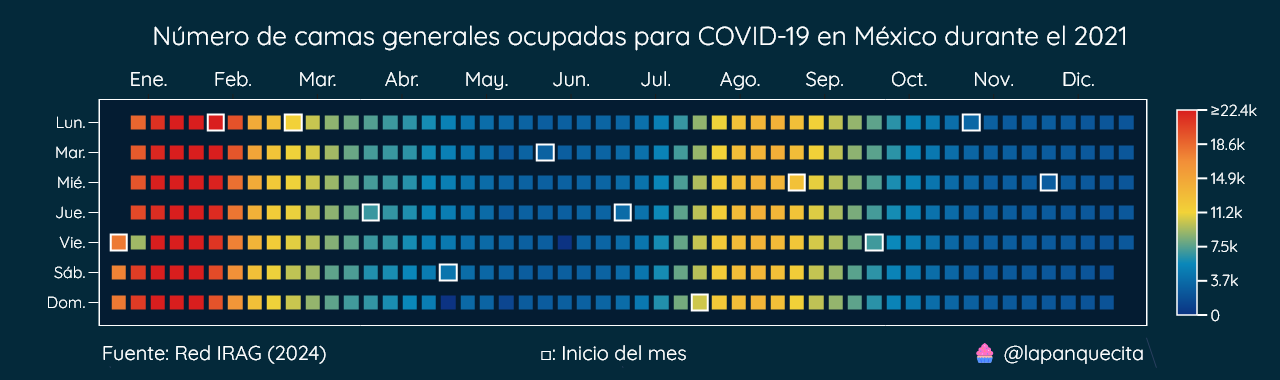 Número de camas generales ocupadas para COVID-19 en México durante el 2021
Ene. Feb. Mar. Abr. May. Jun. Jul. Ago. Sep. Oct. Nov. Dic.
Lun.
Mar.
Mié.
Jue.
Vie.
Sáb.
Dom.
≥22.4k
18.6k
14.9k
11.2k
7.5k
3.7k
0
Fuente: Red IRAG (2024)
□: Inicio del mes
🧁 @lapanquecita